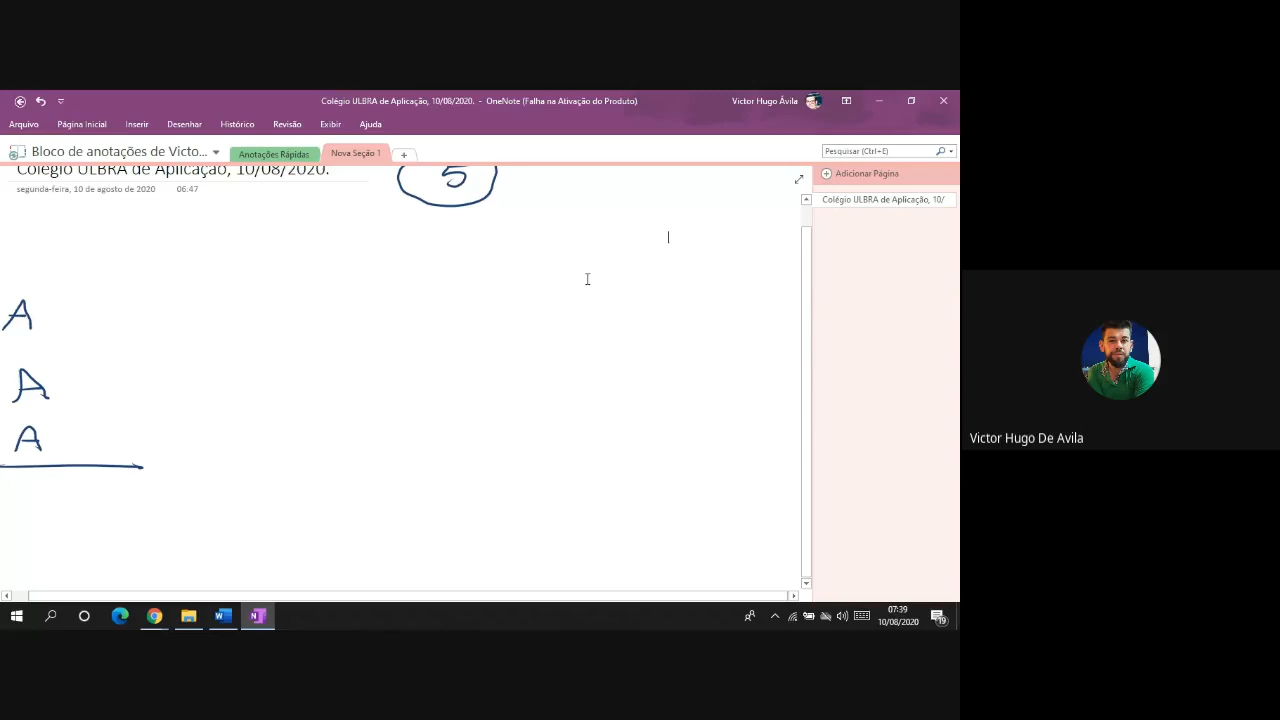 Colégio ULBRA de Aplicação, 10/08/2020. - OneNote (Falha na Ativação do Produto)
Victor Hugo Ávila
Arquivo Página Inicial Inserir Desenhar Histórico Revisão Exibir Ajuda
Bloco de anotações de Victo... Anotações Rápidas Nova Seção 1
Pesquisar (Ctrl+E)
Colégio ULBRA de Aplicação, 10/08/2020.
segunda-feira, 10 de agosto de 2020 06:47
5
Adicionar Página
Colégio ULBRA de Aplicação, 10/
A
A
A
Victor Hugo De Avila
07:39
10/08/2020
19